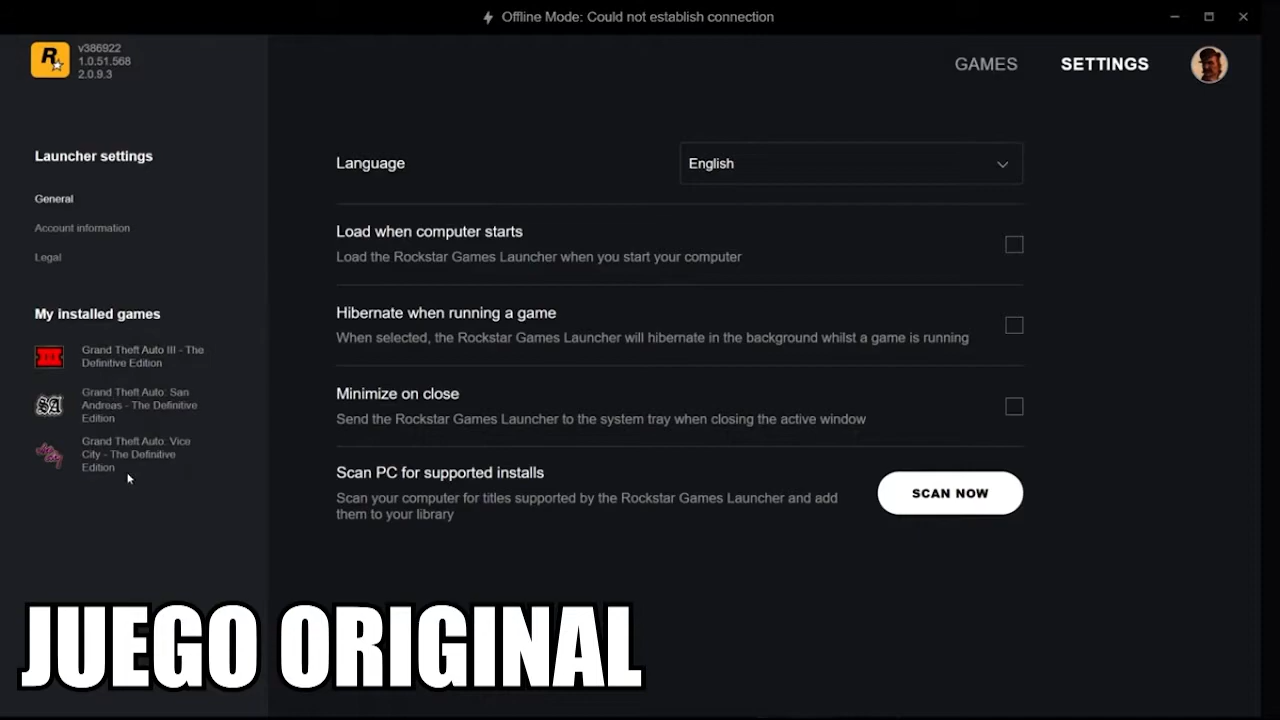 Offline Mode: Could not establish connection
R
v386922
1.0.51.568
2.0.9.3
GAMES
SETTINGS
Launcher settings
General
Account information
Legal
My installed games
III
Grand Theft Auto III - The
Definitive Edition
SA
Grand Theft Auto: San
Andreas - The Definitive
Edition
Grand Theft Auto: Vice
City - The Definitive
Edition
Language
English
Load when computer starts
Load the Rockstar Games Launcher when you start your computer
Hibernate when running a game
When selected, the Rockstar Games Launcher will hibernate in the background whilst a game is running
Minimize on close
Send the Rockstar Games Launcher to the system tray when closing the active window
Scan PC for supported installs
Scan your computer for titles supported by the Rockstar Games Launcher and add
them to your library
SCAN NOW
JUEGO ORIGINAL